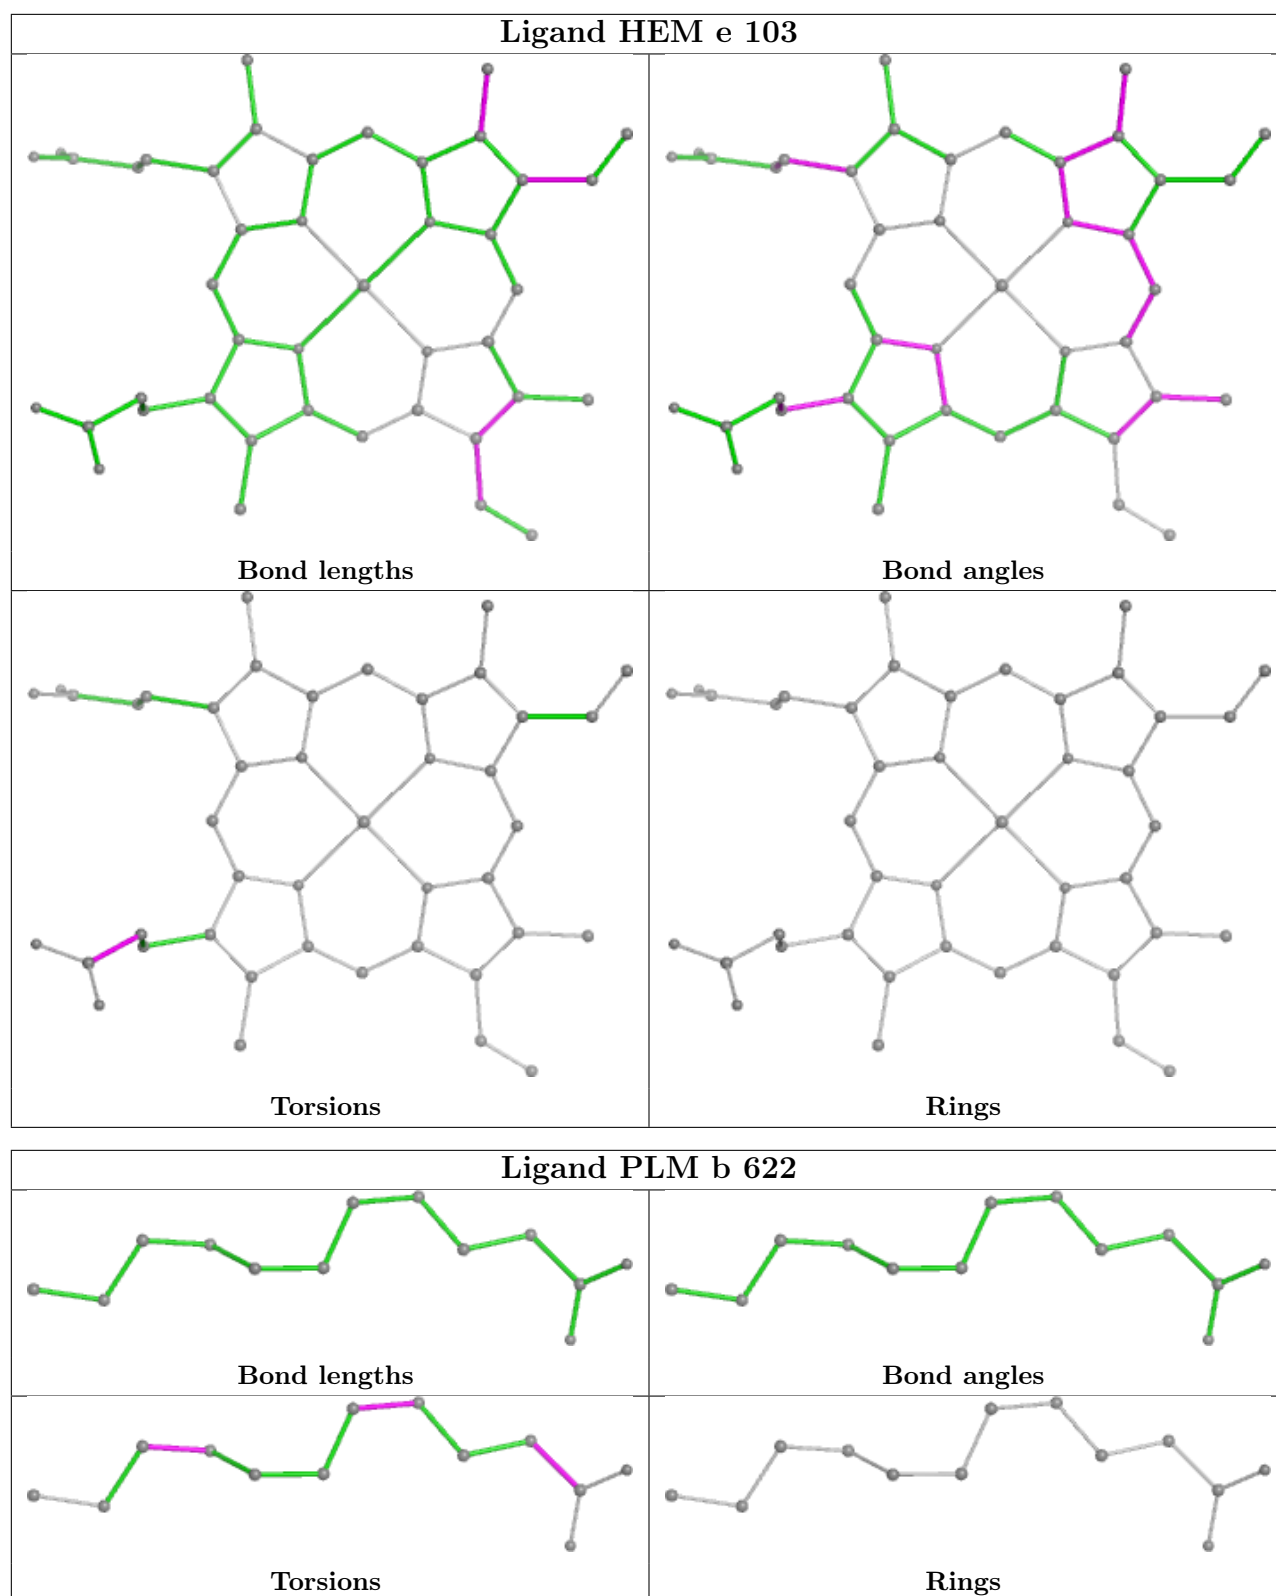 Ligand HEM e 103
Bond lengths
Bond angles
Torsions
Rings
Ligand PLM b 622
Bond lengths
Bond angles
Torsions
Rings